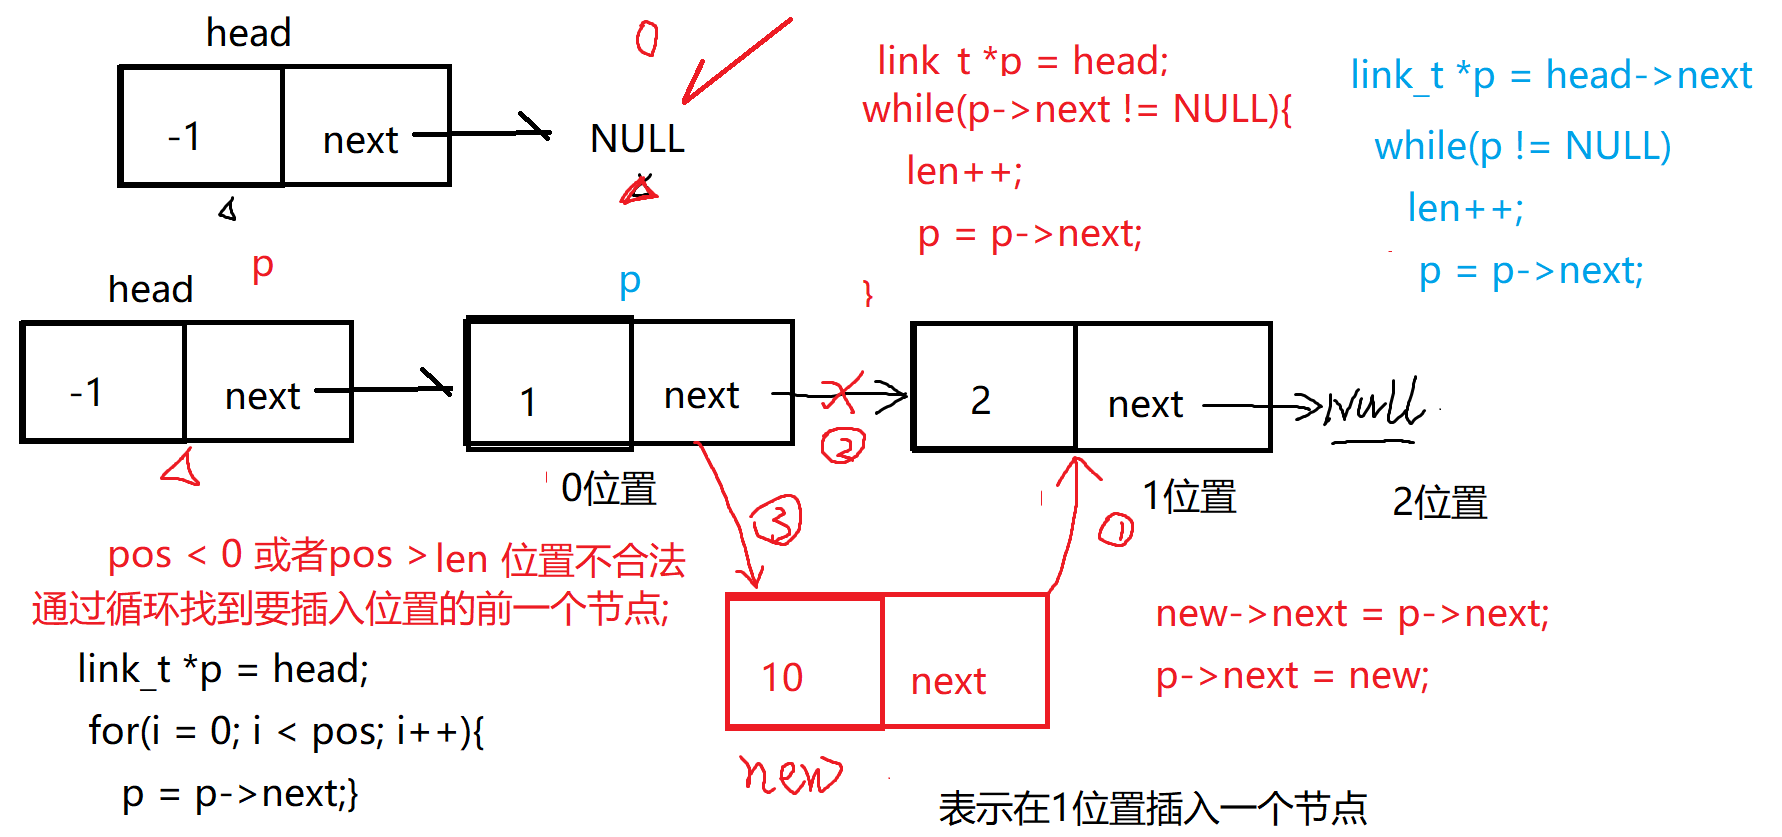 head
0
-1
next
NULL
link_t *p = head;
while(p->next != NULL){
len++;
p = p->next;
}
link_t *p = head->next
while(p != NULL)
len++;
p = p->next;
head
p
p
-1
next
1
next
②
2
next
null
0位置
1位置
2位置
③
①
pos < 0 或者pos > len 位置不合法
通过循环找到要插入位置的前一个节点;
link_t *p = head;
for(i = 0; i < pos; i++){
p = p->next;}
10
next
new
new->next = p->next;
p->next = new;
表示在1位置插入一个节点